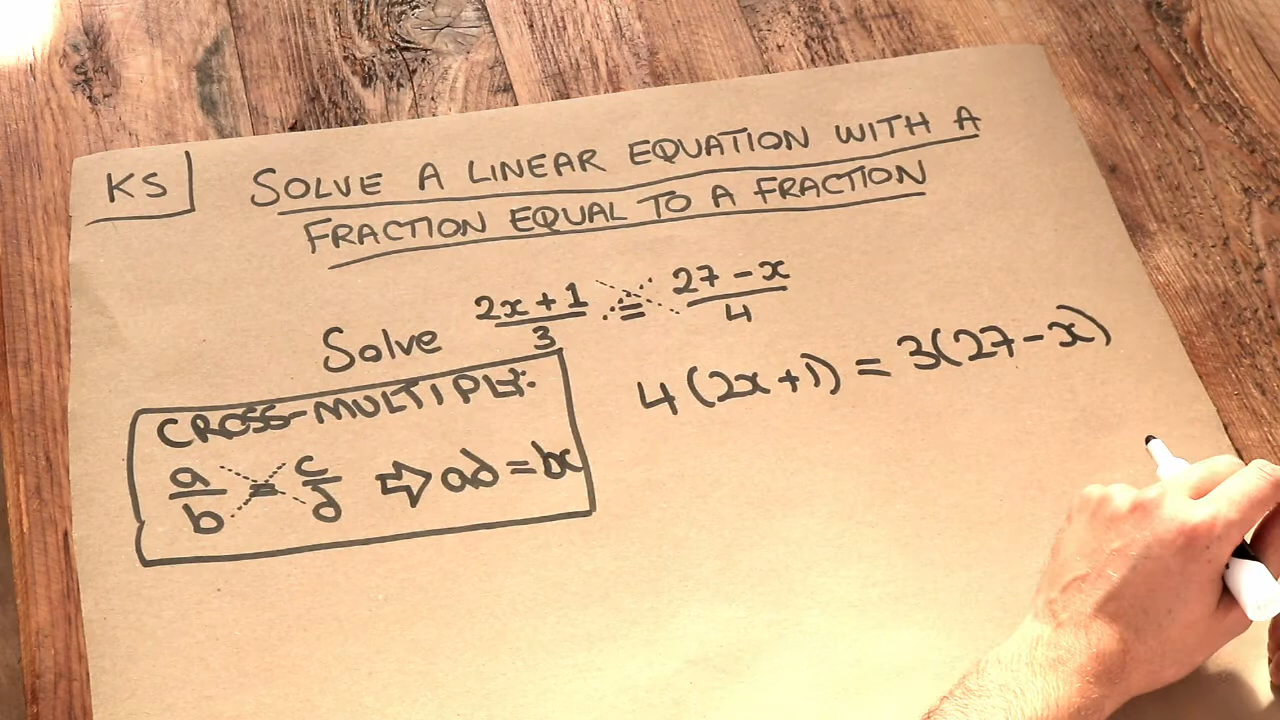 KS
SOLVE A LINEAR EQUATION WITH A
FRACTION EQUAL TO A FRACTION
Solve (2x + 1)/3 = (27 - x)/4
4(2x+1) = 3(27-x)
CROSS-MULTIPLY:
a/b = c/d ⇨ ad = bc